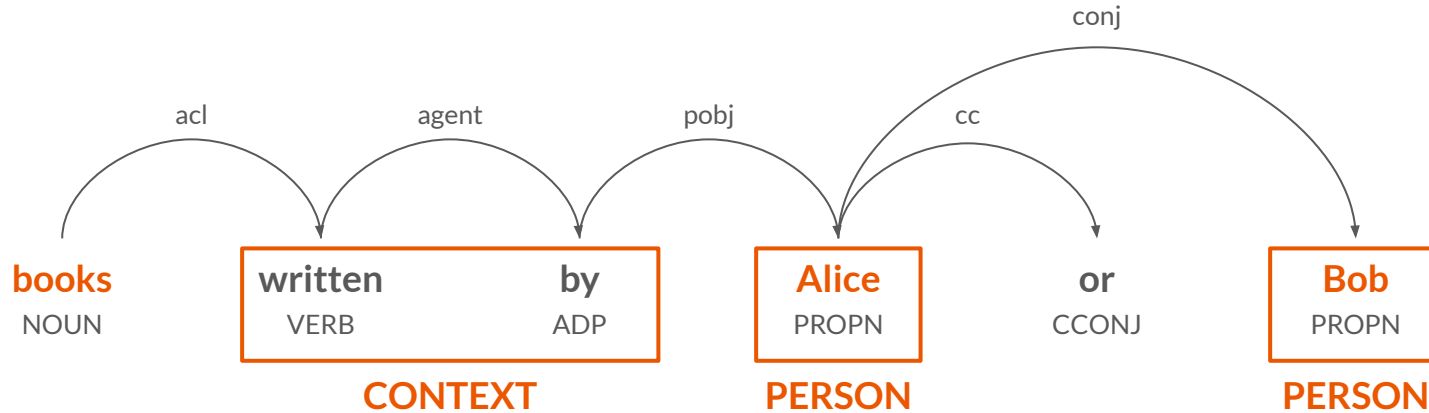 conj
acl agent pobj cc
books written by Alice or Bob
NOUN VERB ADP PROPN CCONJ PROPN
CONTEXT PERSON PERSON